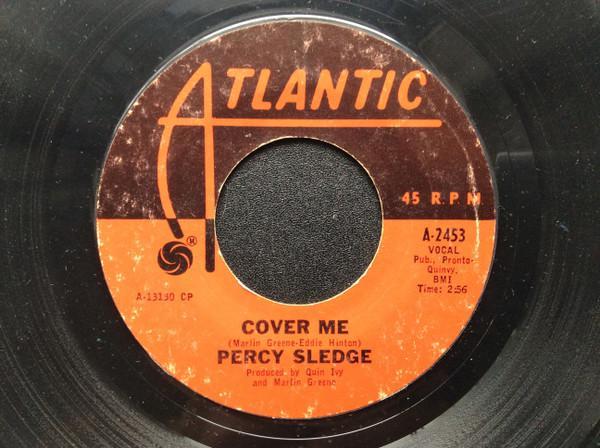 ATLANTIC
45 R.P.M
®
A-2453
VOCAL
Pub., Pronto-
Quinvy,
BMI
Time: 2:56
A-13130 CP
COVER ME
(Marlin Greene-Eddie Hinton)
PERCY SLEDGE
Produced by Quin Ivy
and Marlin Greene